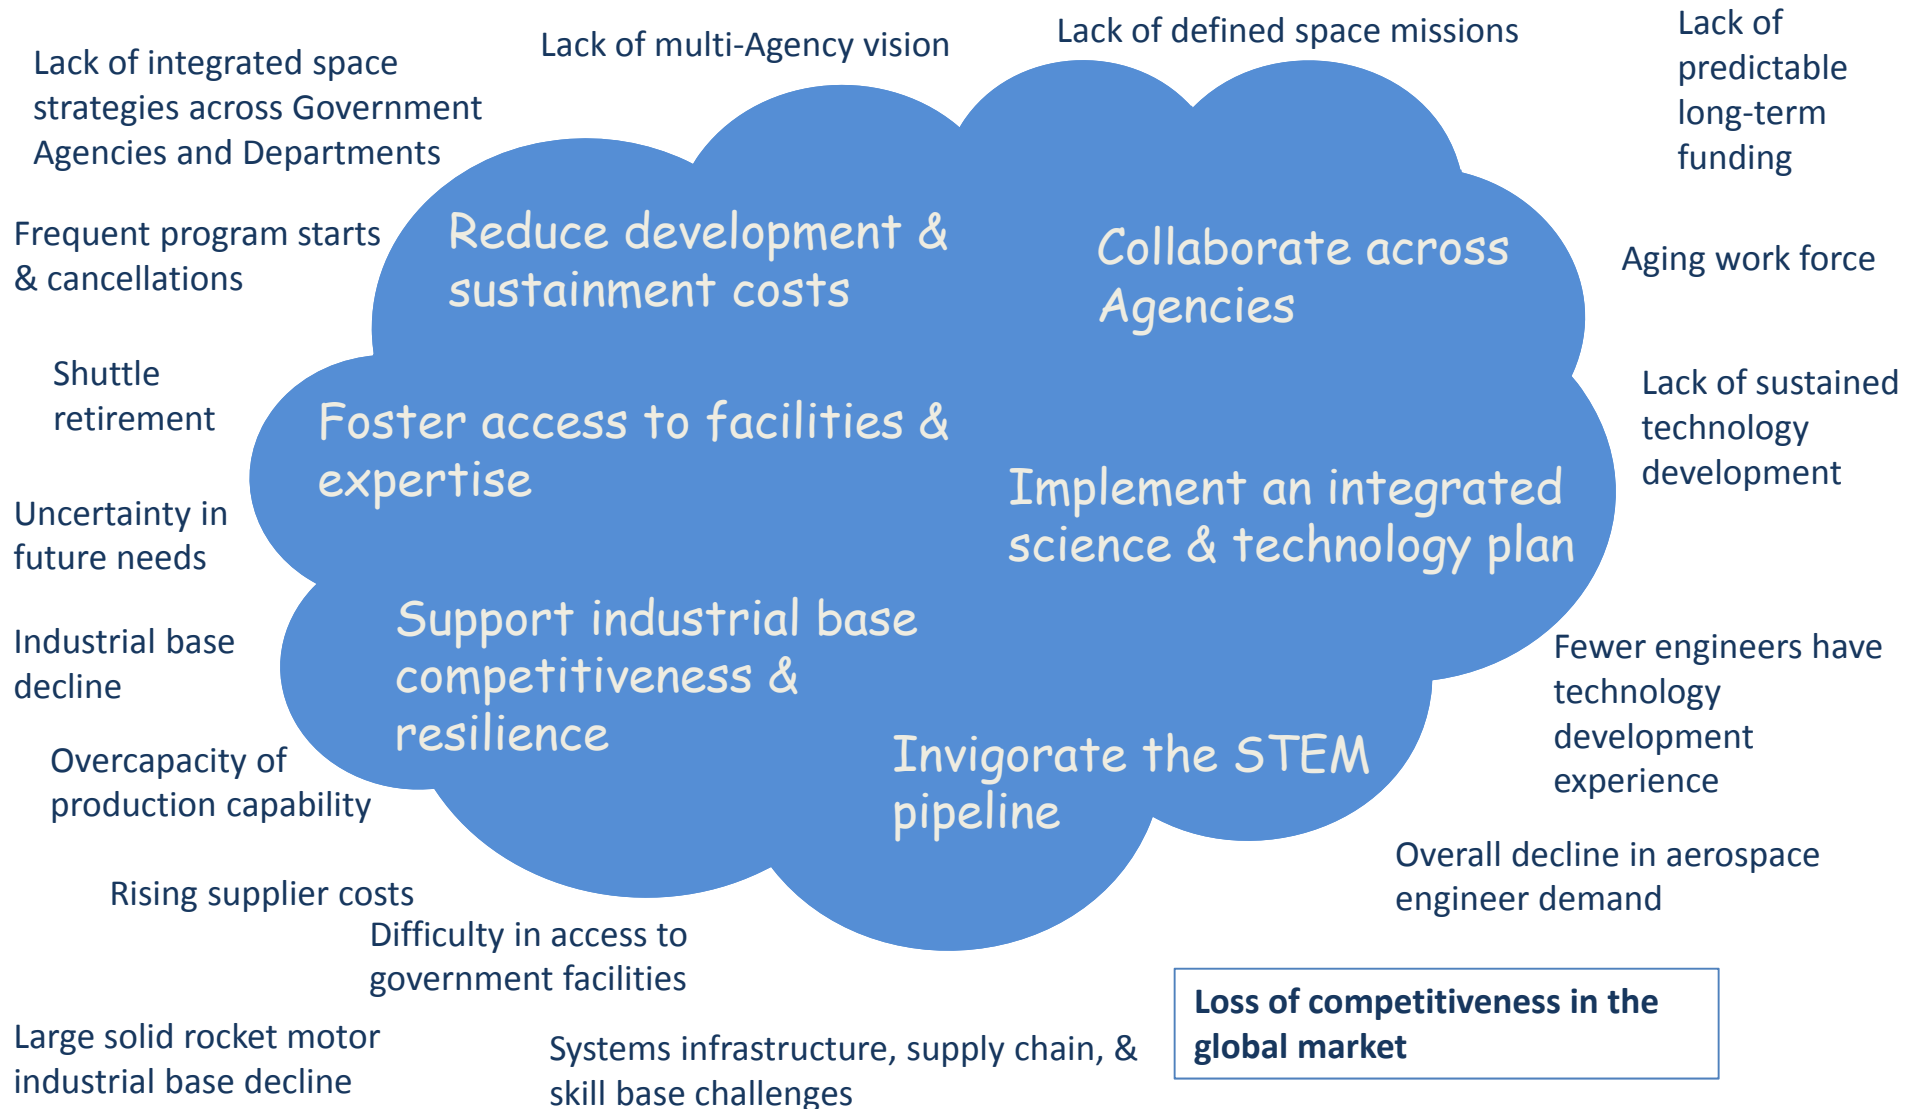 Lack of integrated space
strategies across Government
Agencies and Departments
Lack of multi-Agency vision
Lack of defined space missions
Lack of
predictable
long-term
funding
Frequent program starts
& cancellations
Reduce development &
sustainment costs
Collaborate across
Agencies
Aging work force
Shuttle
retirement
Foster access to facilities &
expertise
Lack of sustained
technology
development
Uncertainty in
future needs
Implement an integrated
science & technology plan
Industrial base
decline
Support industrial base
competitiveness &
resilience
Fewer engineers have
technology
development
experience
Overcapacity of
production capability
Invigorate the STEM
pipeline
Rising supplier costs
Overall decline in aerospace
engineer demand
Difficulty in access to
government facilities
Large solid rocket motor
industrial base decline
Systems infrastructure, supply chain, &
skill base challenges
Loss of competitiveness in the
global market